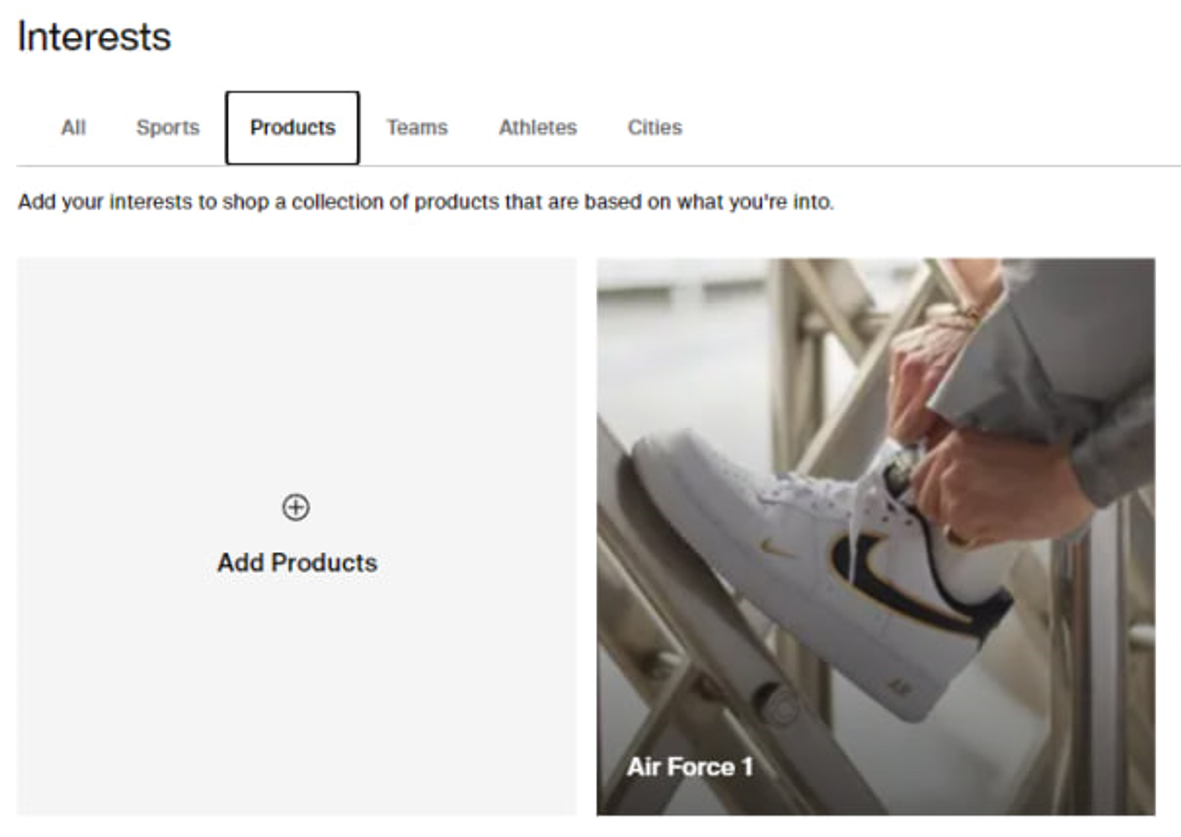 Interests
All Sports Products Teams Athletes Cities
Add your interests to shop a collection of products that are based on what you're into.
Add Products
Air Force 1